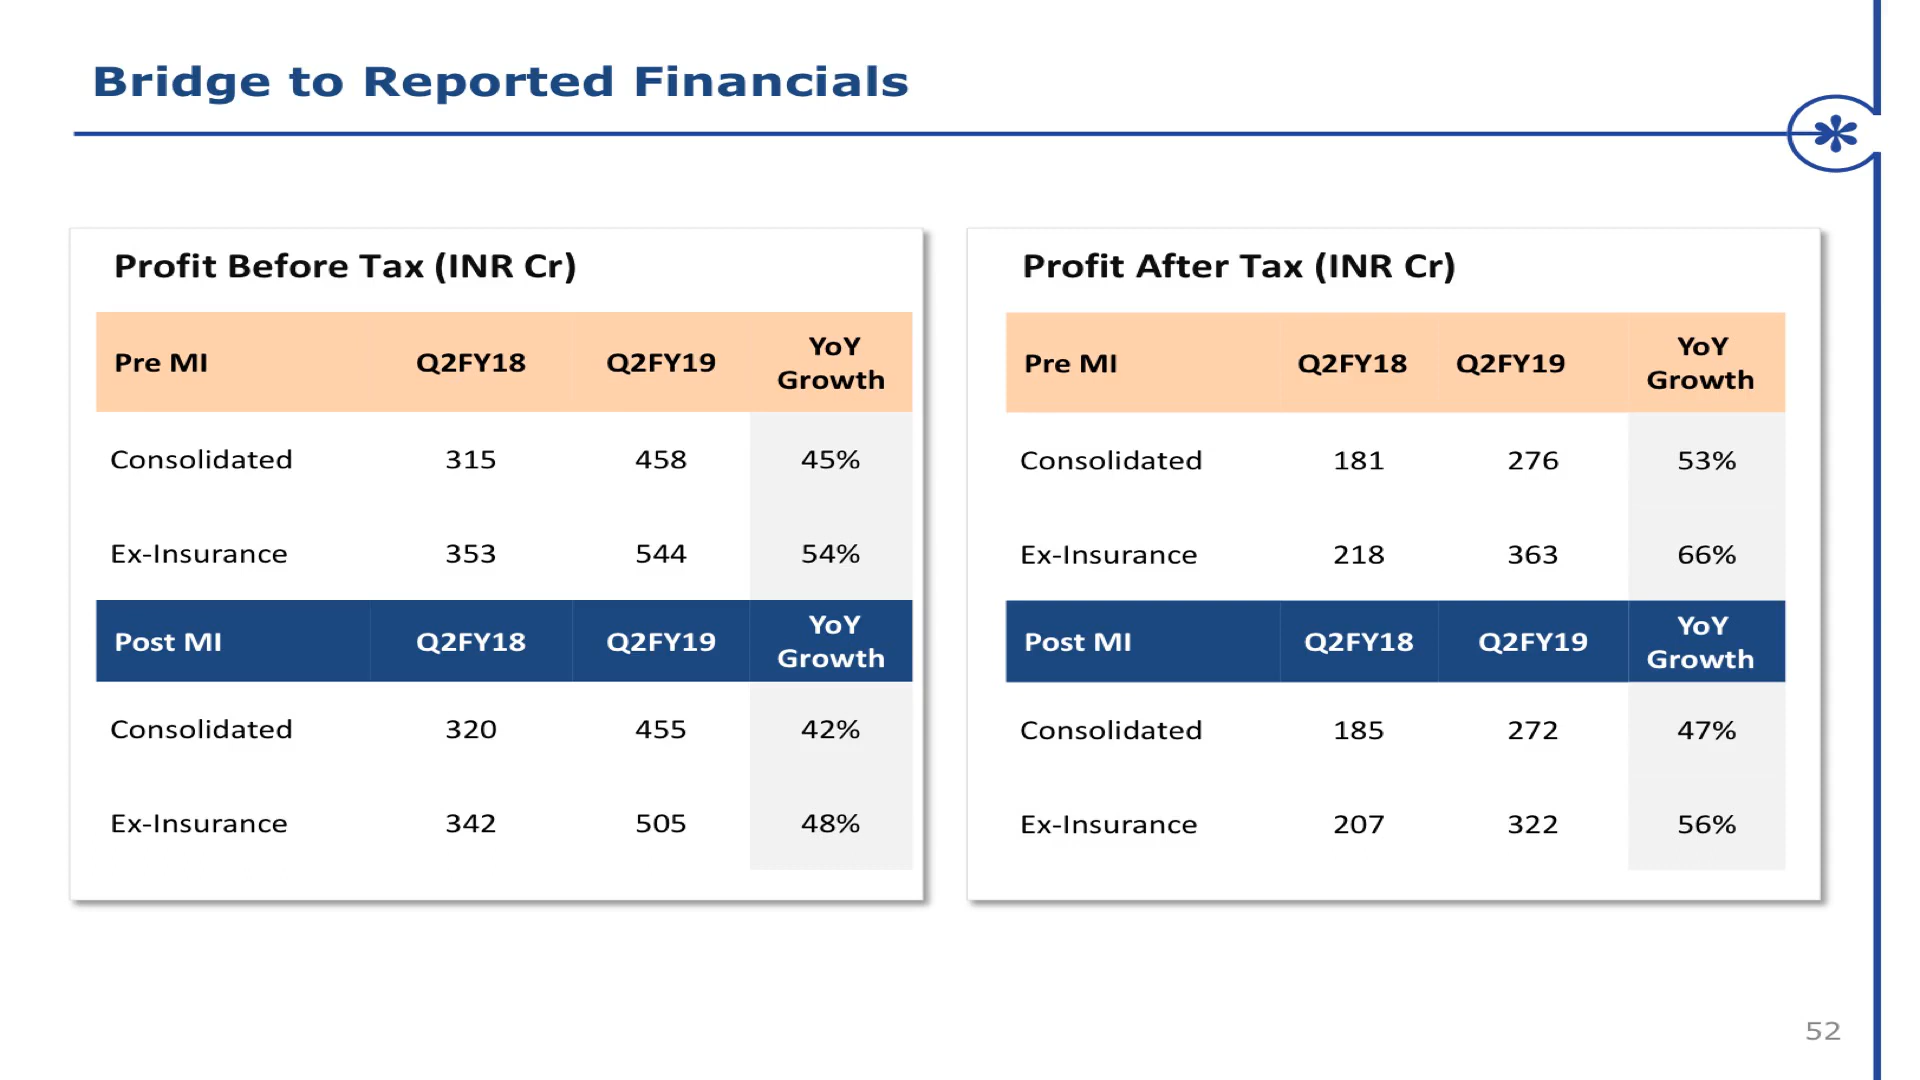 Bridge to Reported Financials
Profit Before Tax (INR Cr)
Pre MI Q2FY18 Q2FY19 YoY Growth
Consolidated 315 458 45%
Ex-Insurance 353 544 54%
Post MI Q2FY18 Q2FY19 YoY Growth
Consolidated 320 455 42%
Ex-Insurance 342 505 48%
Profit After Tax (INR Cr)
Pre MI Q2FY18 Q2FY19 YoY Growth
Consolidated 181 276 53%
Ex-Insurance 218 363 66%
Post MI Q2FY18 Q2FY19 YoY Growth
Consolidated 185 272 47%
Ex-Insurance 207 322 56%
52